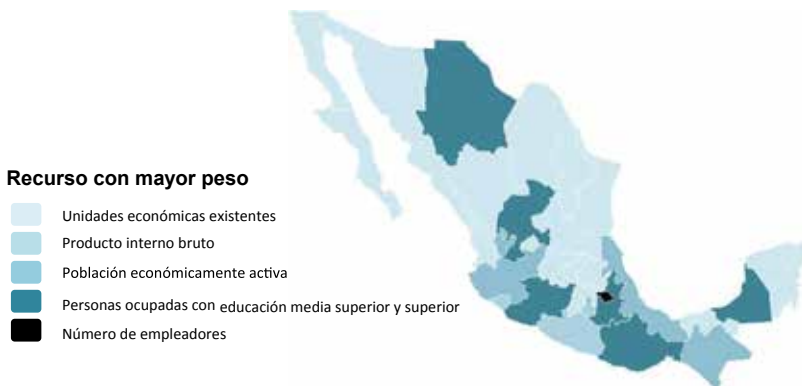 Recurso con mayor peso
Unidades económicas existentes
Producto interno bruto
Población económicamente activa
Personas ocupadas con educación media superior y superior
Número de empleadores